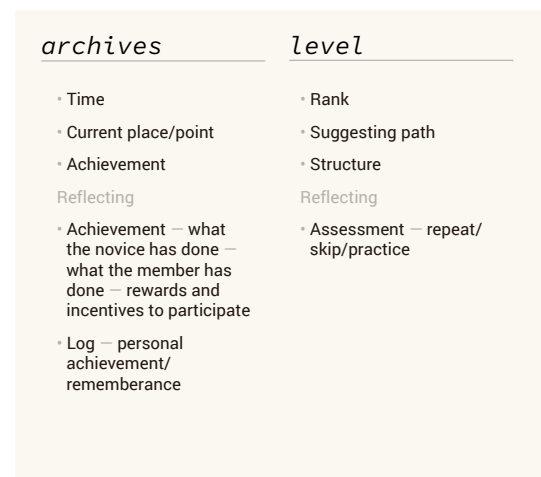 archives
• Time
• Current place/point
• Achievement
Reflecting
• Achievement — what
the novice has done —
what the member has
done — rewards and
incentives to participate
• Log — personal
achievement/
rememberance
level
• Rank
• Suggesting path
• Structure
Reflecting
• Assessment — repeat/
skip/practice